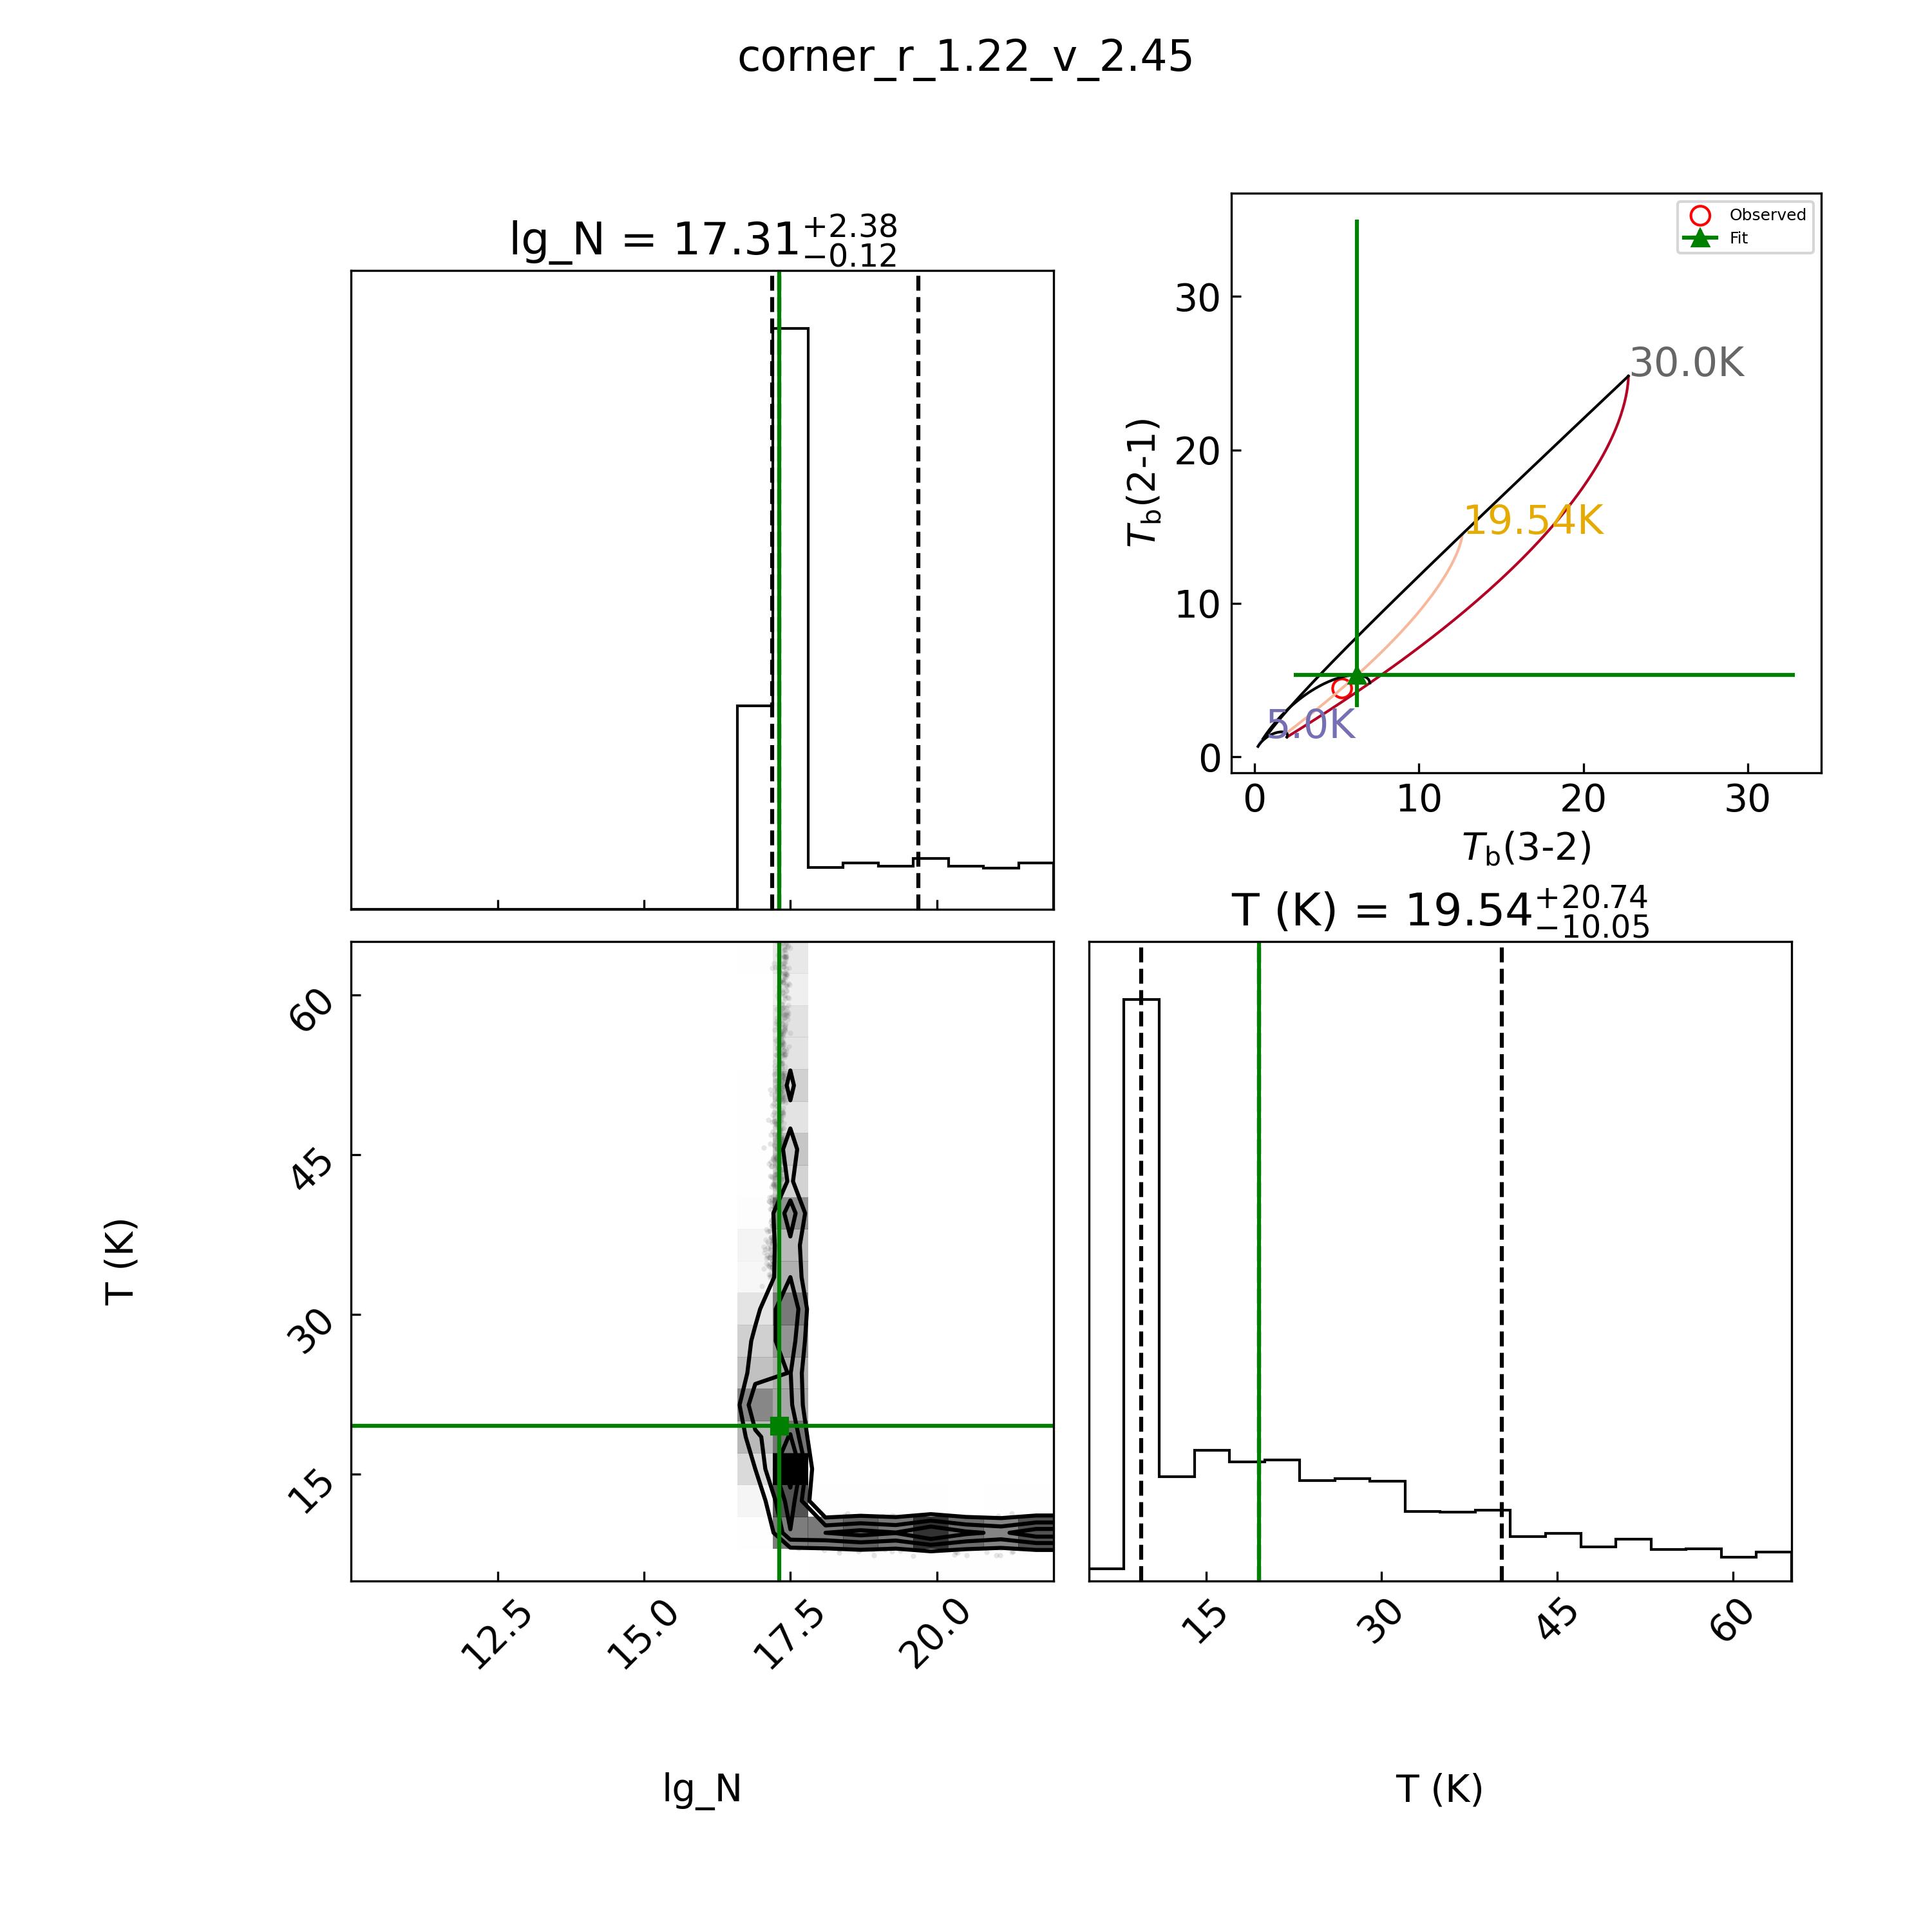 corner_r_1.22_v_2.45
lg_N = 17.31 +2.38 −0.12
Observed
Fit
30
20
10
0
T_b(2-1)
30.0K
19.54K
5.0K
0 10 20 30
T_b(3-2)
T (K) = 19.54 +20.74 −10.05
60
45
30
15
T (K)
12.5 15.0 17.5 20.0
15 30 45 60
lg_N
T (K)